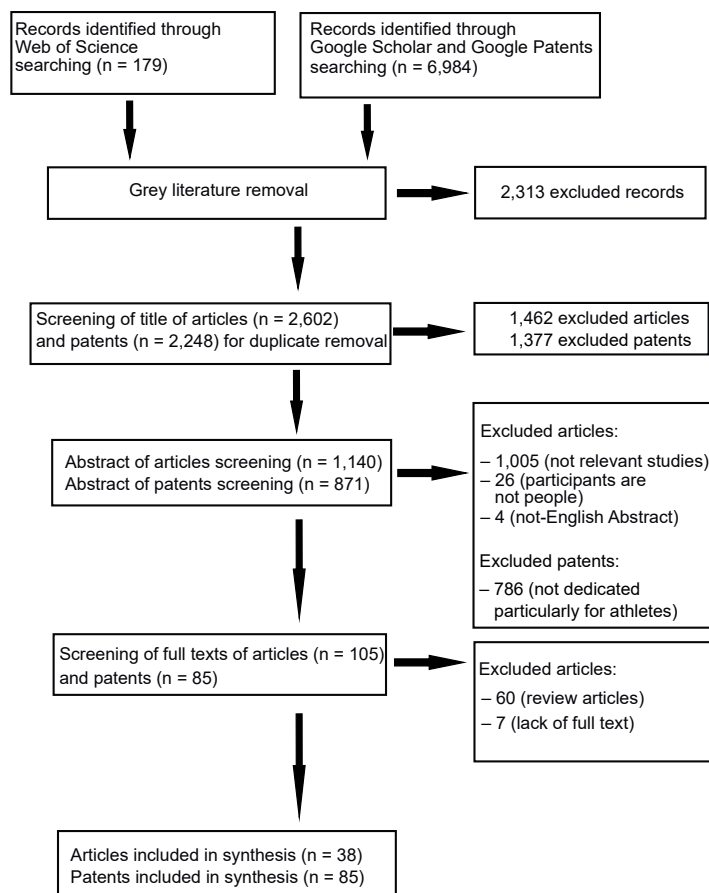 Records identified through
Web of Science
searching (n = 179)
Records identified through
Google Scholar and Google Patents
searching (n = 6,984)
Grey literature removal
2,313 excluded records
Screening of title of articles (n = 2,602)
and patents (n = 2,248) for duplicate removal
1,462 excluded articles
1,377 excluded patents
Abstract of articles screening (n = 1,140)
Abstract of patents screening (n = 871)
Excluded articles:
– 1,005 (not relevant studies)
– 26 (participants are
not people)
– 4 (not-English Abstract)
Excluded patents:
– 786 (not dedicated
particularly for athletes)
Screening of full texts of articles (n = 105)
and patents (n = 85)
Excluded articles:
– 60 (review articles)
– 7 (lack of full text)
Articles included in synthesis (n = 38)
Patents included in synthesis (n = 85)